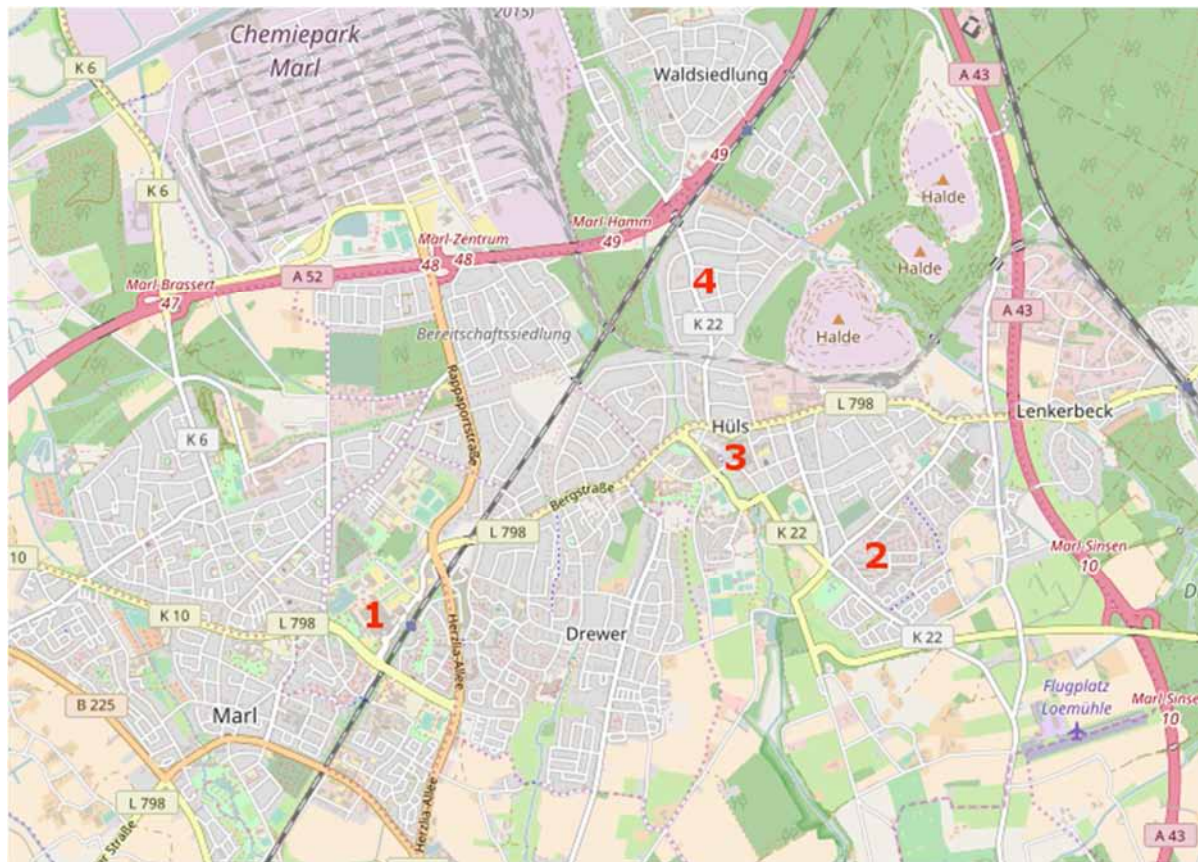 2015)
Chemiepark
Marl
K 6
Waldsiedlung
A 43
K 6
49
Halde
Marl-Hamm
49
Marl-Zentrum
48
48
Halde
A 52
Marl-Brassert
47
4
A 43
K 22
Halde
Bereitschaftssiedlung
Rappaportstraße
L 798
Lenkerbeck
K 6
Hüls
3
Bergstraße
L 798
K 22
2
Marl-Sinsen
10
10
1
K 10
L 798
Herzlia-Allee
Drewer
K 22
D
Flugplatz
Loemühle
B 225
Marl
Marl-Sinse
10
Herzlia-Allee
L 798
er Straße
A 43